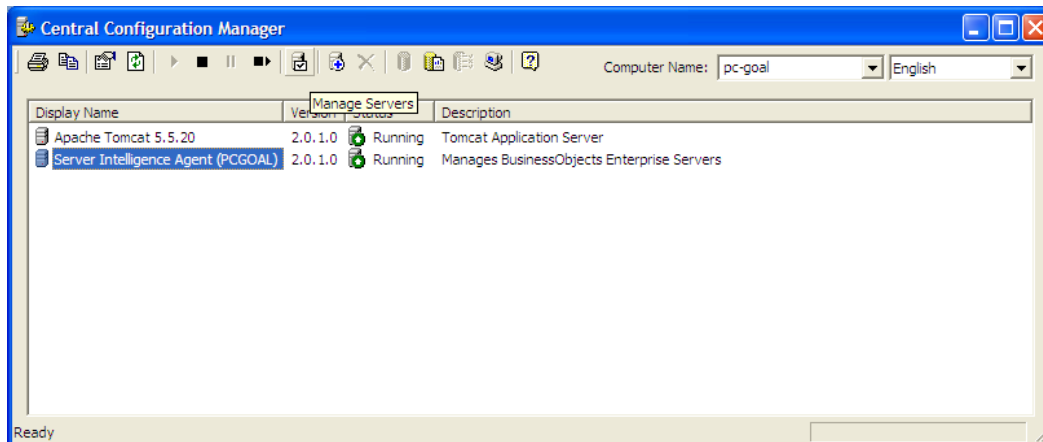 Central Configuration Manager
Computer Name: pc-goal English
Manage Servers
Display Name Version Status Description
Apache Tomcat 5.5.20 2.0.1.0 Running Tomcat Application Server
Server Intelligence Agent (PCGOAL) 2.0.1.0 Running Manages BusinessObjects Enterprise Servers
Ready